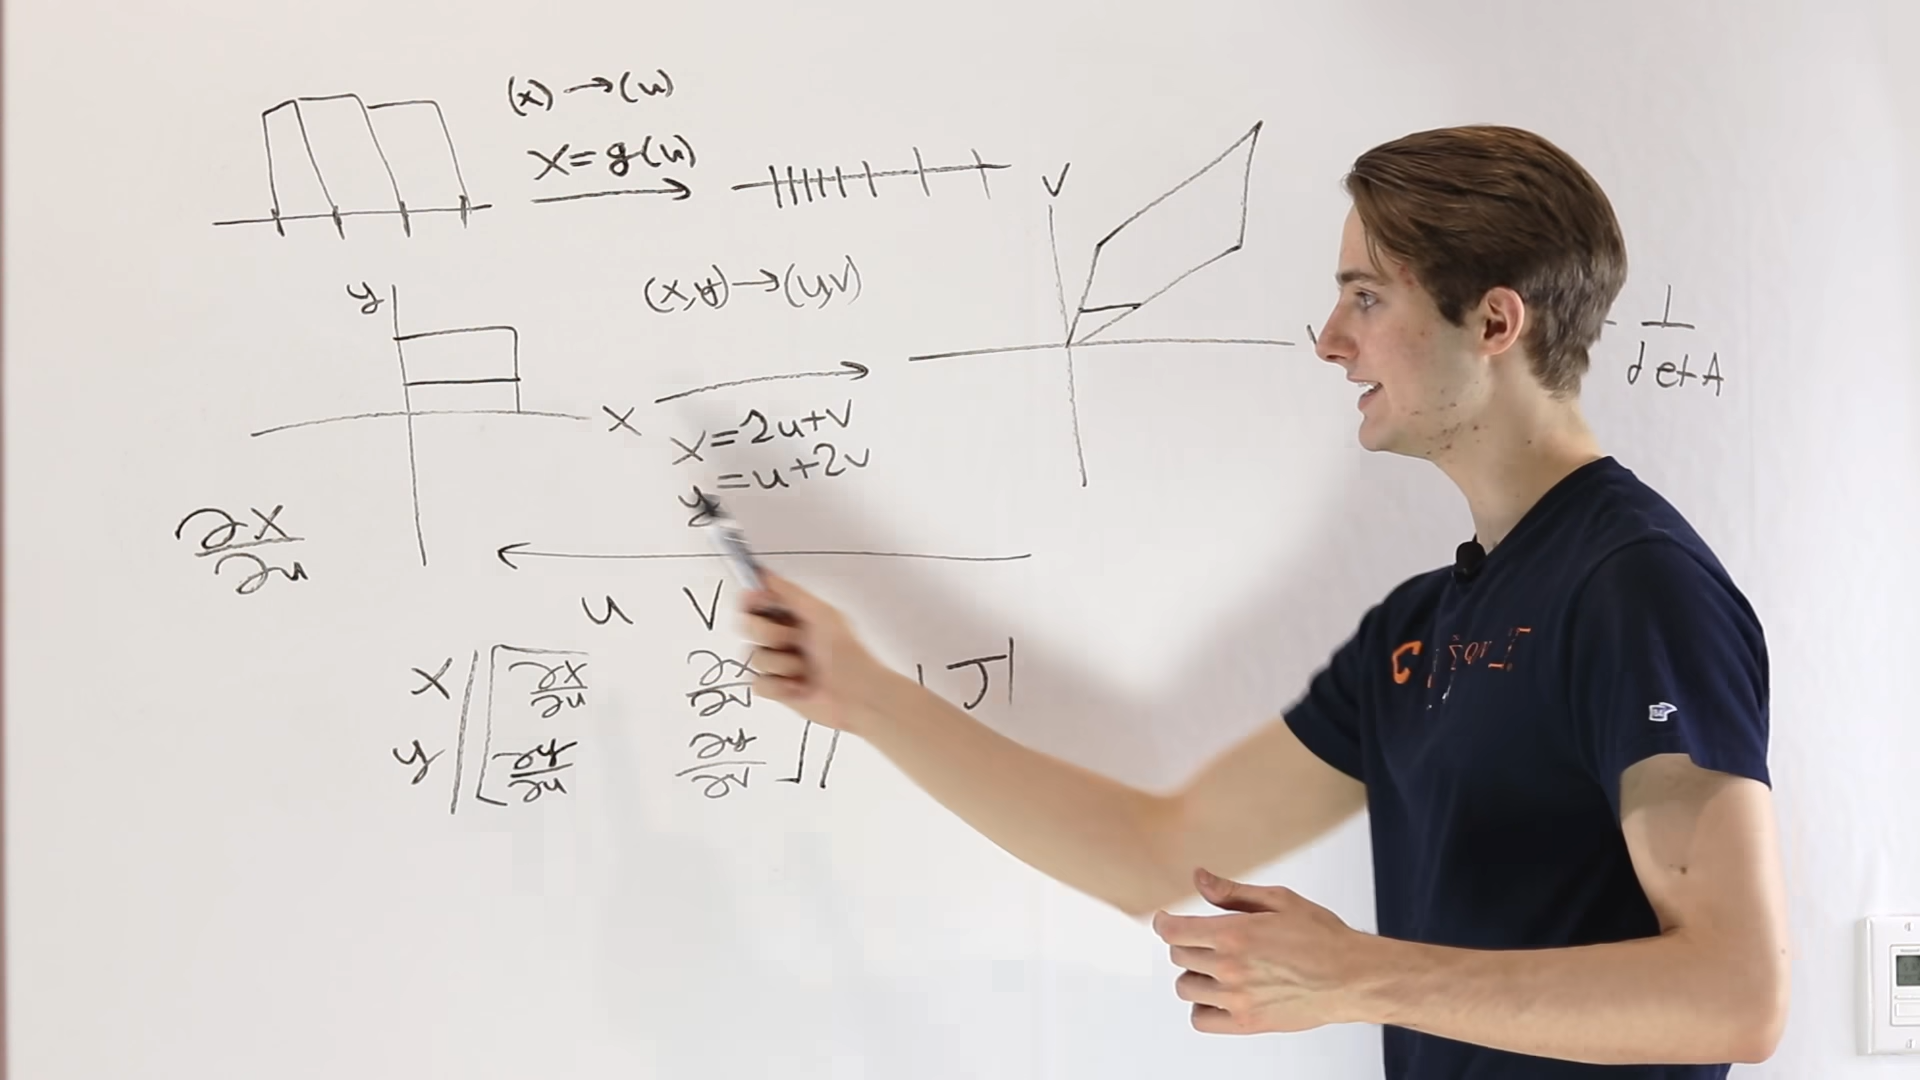 (x) → (u)
x = g(u)
v
y
(x,y) → (u,v)
1
det A
x
x = 2u+v
y = u+2v
∂x
∂u
u v
x ∂x/∂u ∂x/∂v
y ∂y/∂u ∂y/∂v
|J|